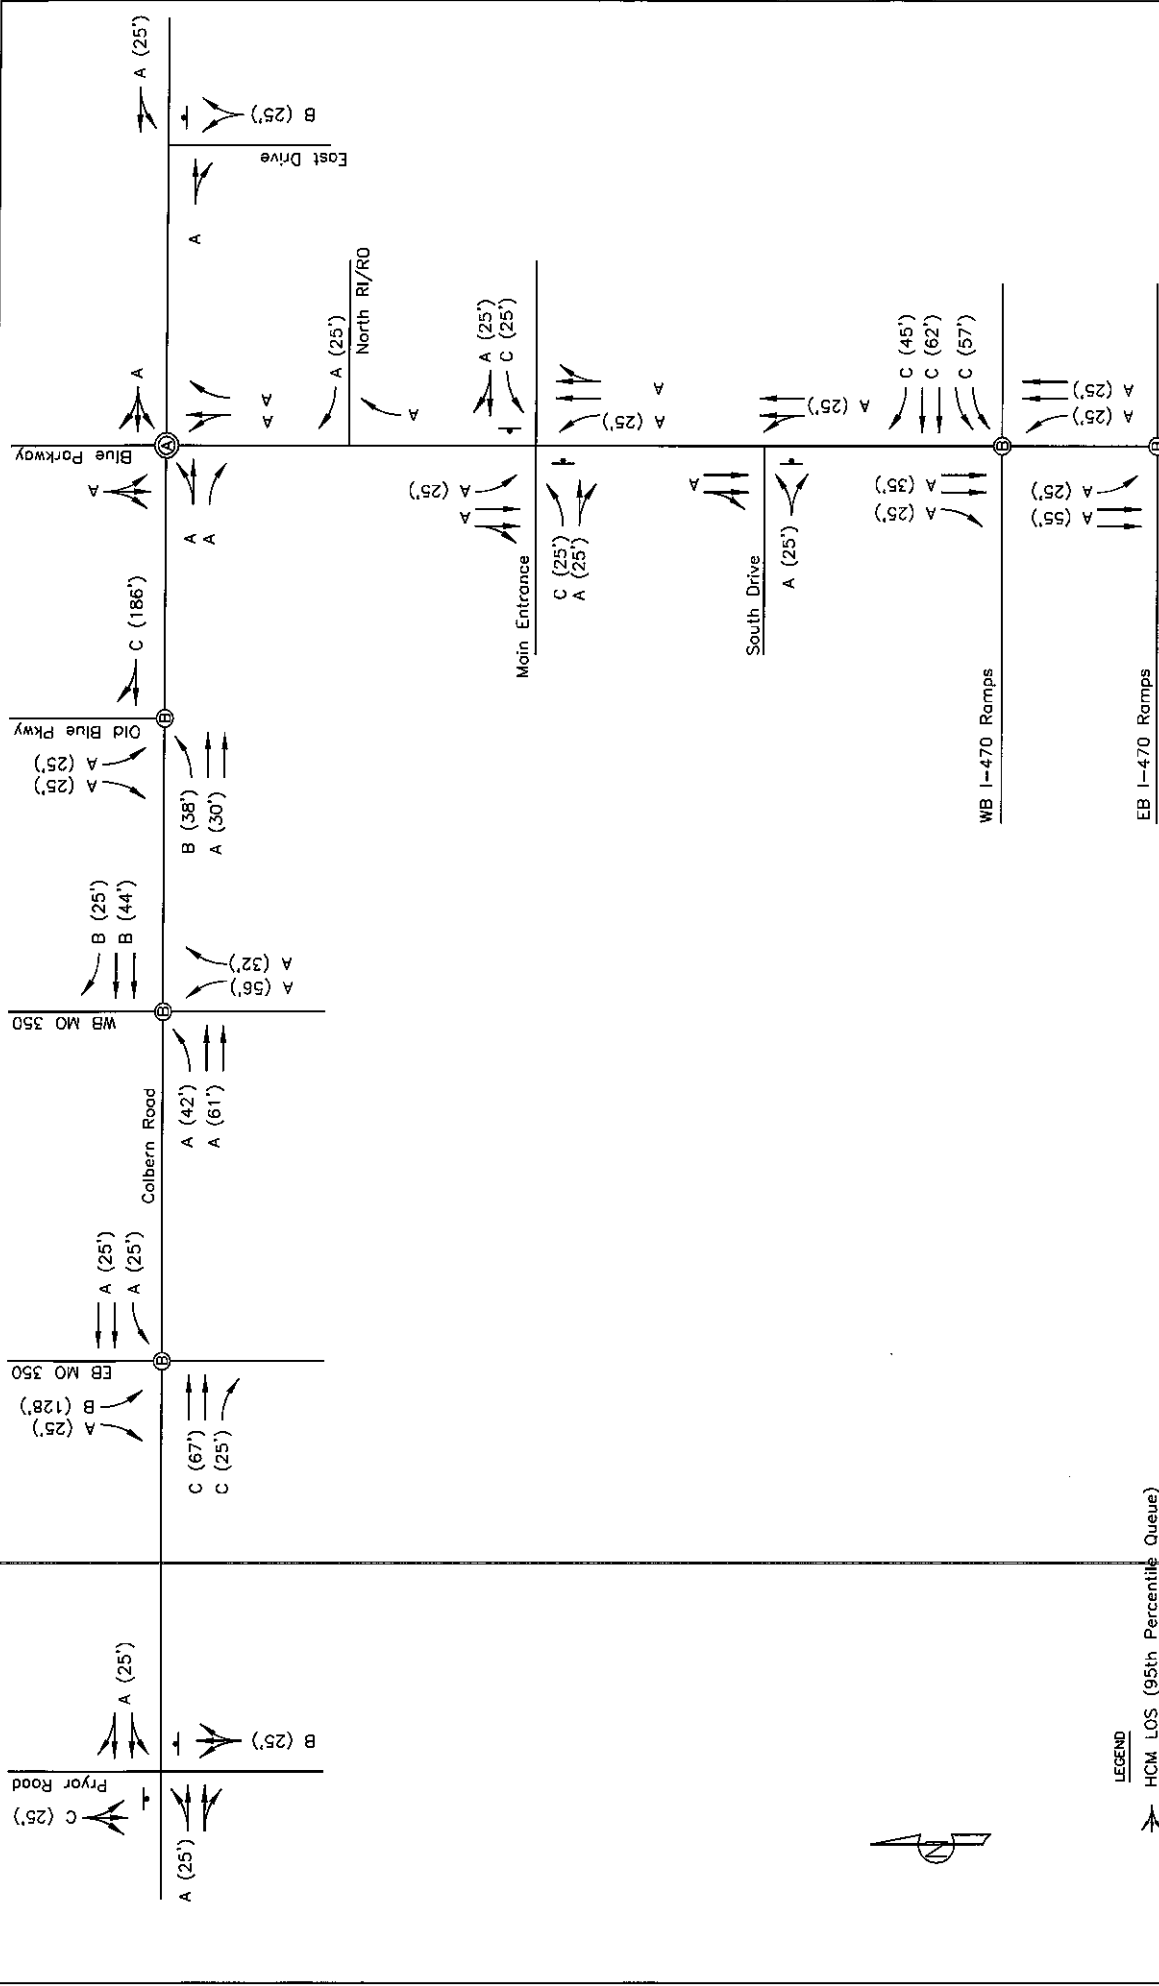 Pryor Road
C (25')
A (25')
A (25')
B (25')
EB MO 350
A (25')
B (128')
A (25')
A (25')
C (67')
C (25')
Colbern Road
WB MO 350
B (25')
B (44')
A (42')
A (61')
A (56')
A (32')
Old Blue Pkwy
A (25')
A (25')
C (186')
B (38')
A (30')
Blue Parkway
A
A
A
A
A
A
A
A (25')
A
B (25')
East Drive
A (25')
North RI/RO
A
Main Entrance
A
A (25')
A (25')
C (25')
C (25')
A (25')
A (25')
A
South Drive
A
A (25')
A (25')
WB I-470 Ramps
A (25')
A (35')
C (45')
C (62')
C (57')
B
A (25')
A (25')
EB I-470 Ramps
A (55')
A (25')
B
B
B
A
N
LEGEND
HCM LOS (95th Percentile Queue)